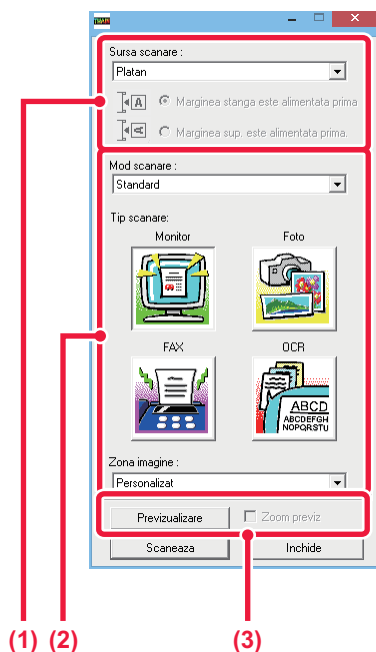 TWAIN
Sursa scanare :
Platan
A Marginea stanga este alimentata prima
A Marginea sup, este alimentata prima.
Mod scanare :
Standard
Tip scanare:
Monitor Foto
FAX OCR
ABCD
ABCDEFGH
NOPQRSTU
Zona imagine :
Personalizat
Previzualizare Zoom previz
Scaneaza Inchide
(1) (2) (3)